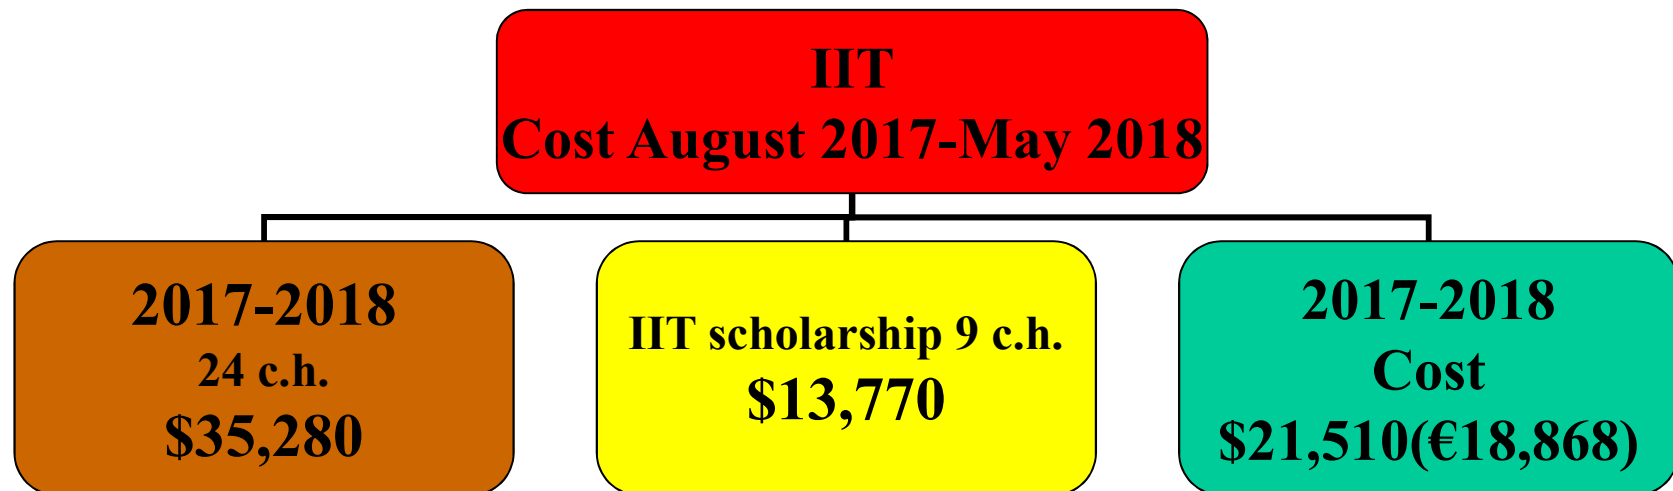 IIT
Cost August 2017-May 2018
2017-2018
24 c.h.
$35,280
IIT scholarship 9 c.h.
$13,770
2017-2018
Cost
$21,510(€18,868)